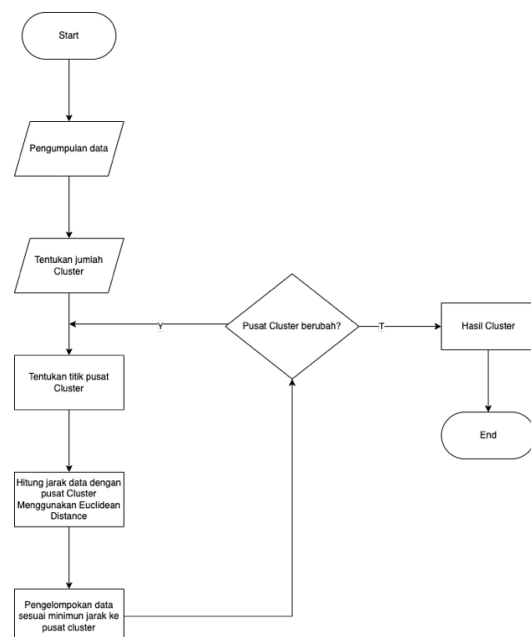 Start
Pengumpulan data
Tentukan jumlah
Cluster
Y
Pusat Cluster berubah?
T
Hasil Cluster
Tentukan titik pusat
Cluster
End
Hitung jarak data dengan
pusat Cluster
Menggunakan Euclidean
Distance
Pengelompokan data
sesuai minimun jarak ke
pusat cluster